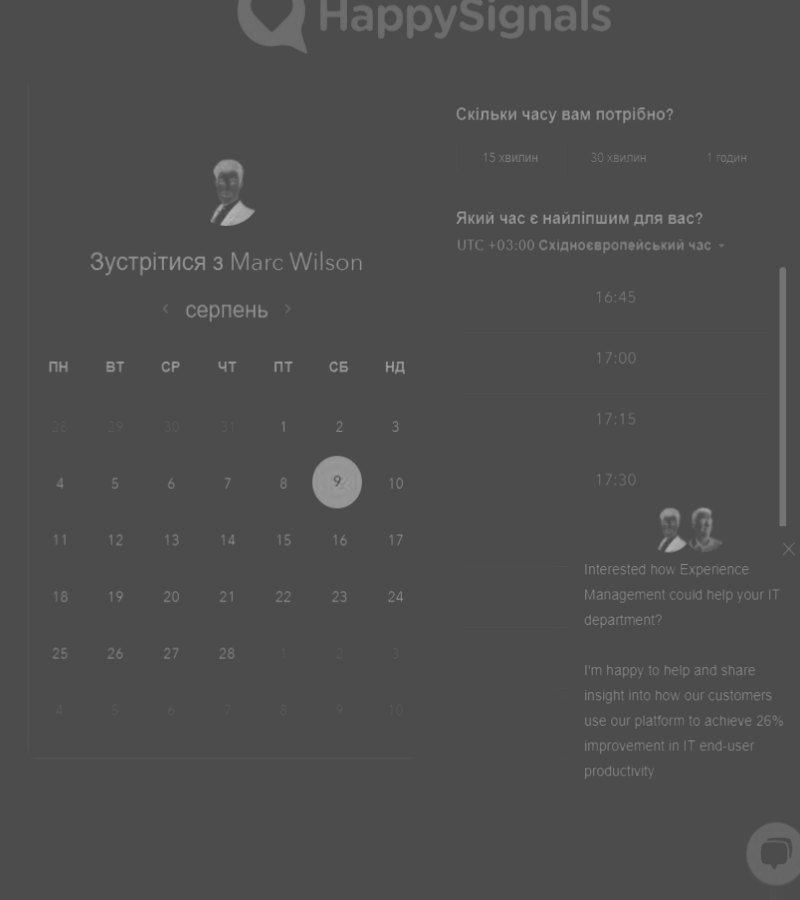 HappySignals
Зустрітися з Marc Wilson
серпень
ПН ВТ СР ЧТ ПТ СБ НД
28 29 30 31 1 2 3
4 5 6 7 8 9 10
11 12 13 14 15 16 17
18 19 20 21 22 23 24
25 26 27 28 1 2 3
4 5 6 7 8 9 10
Скільки часу вам потрібно?
15 хвилин 30 хвилин 1 годин
Який час є найліпшим для вас?
UTC +03:00 Східноєвропейський час
16:45
17:00
17:15
17:30
Interested how Experience
Management could help your IT
department?
I'm happy to help and share
insight into how our customers
use our platform to achieve 26%
improvement in IT end-user
productivity